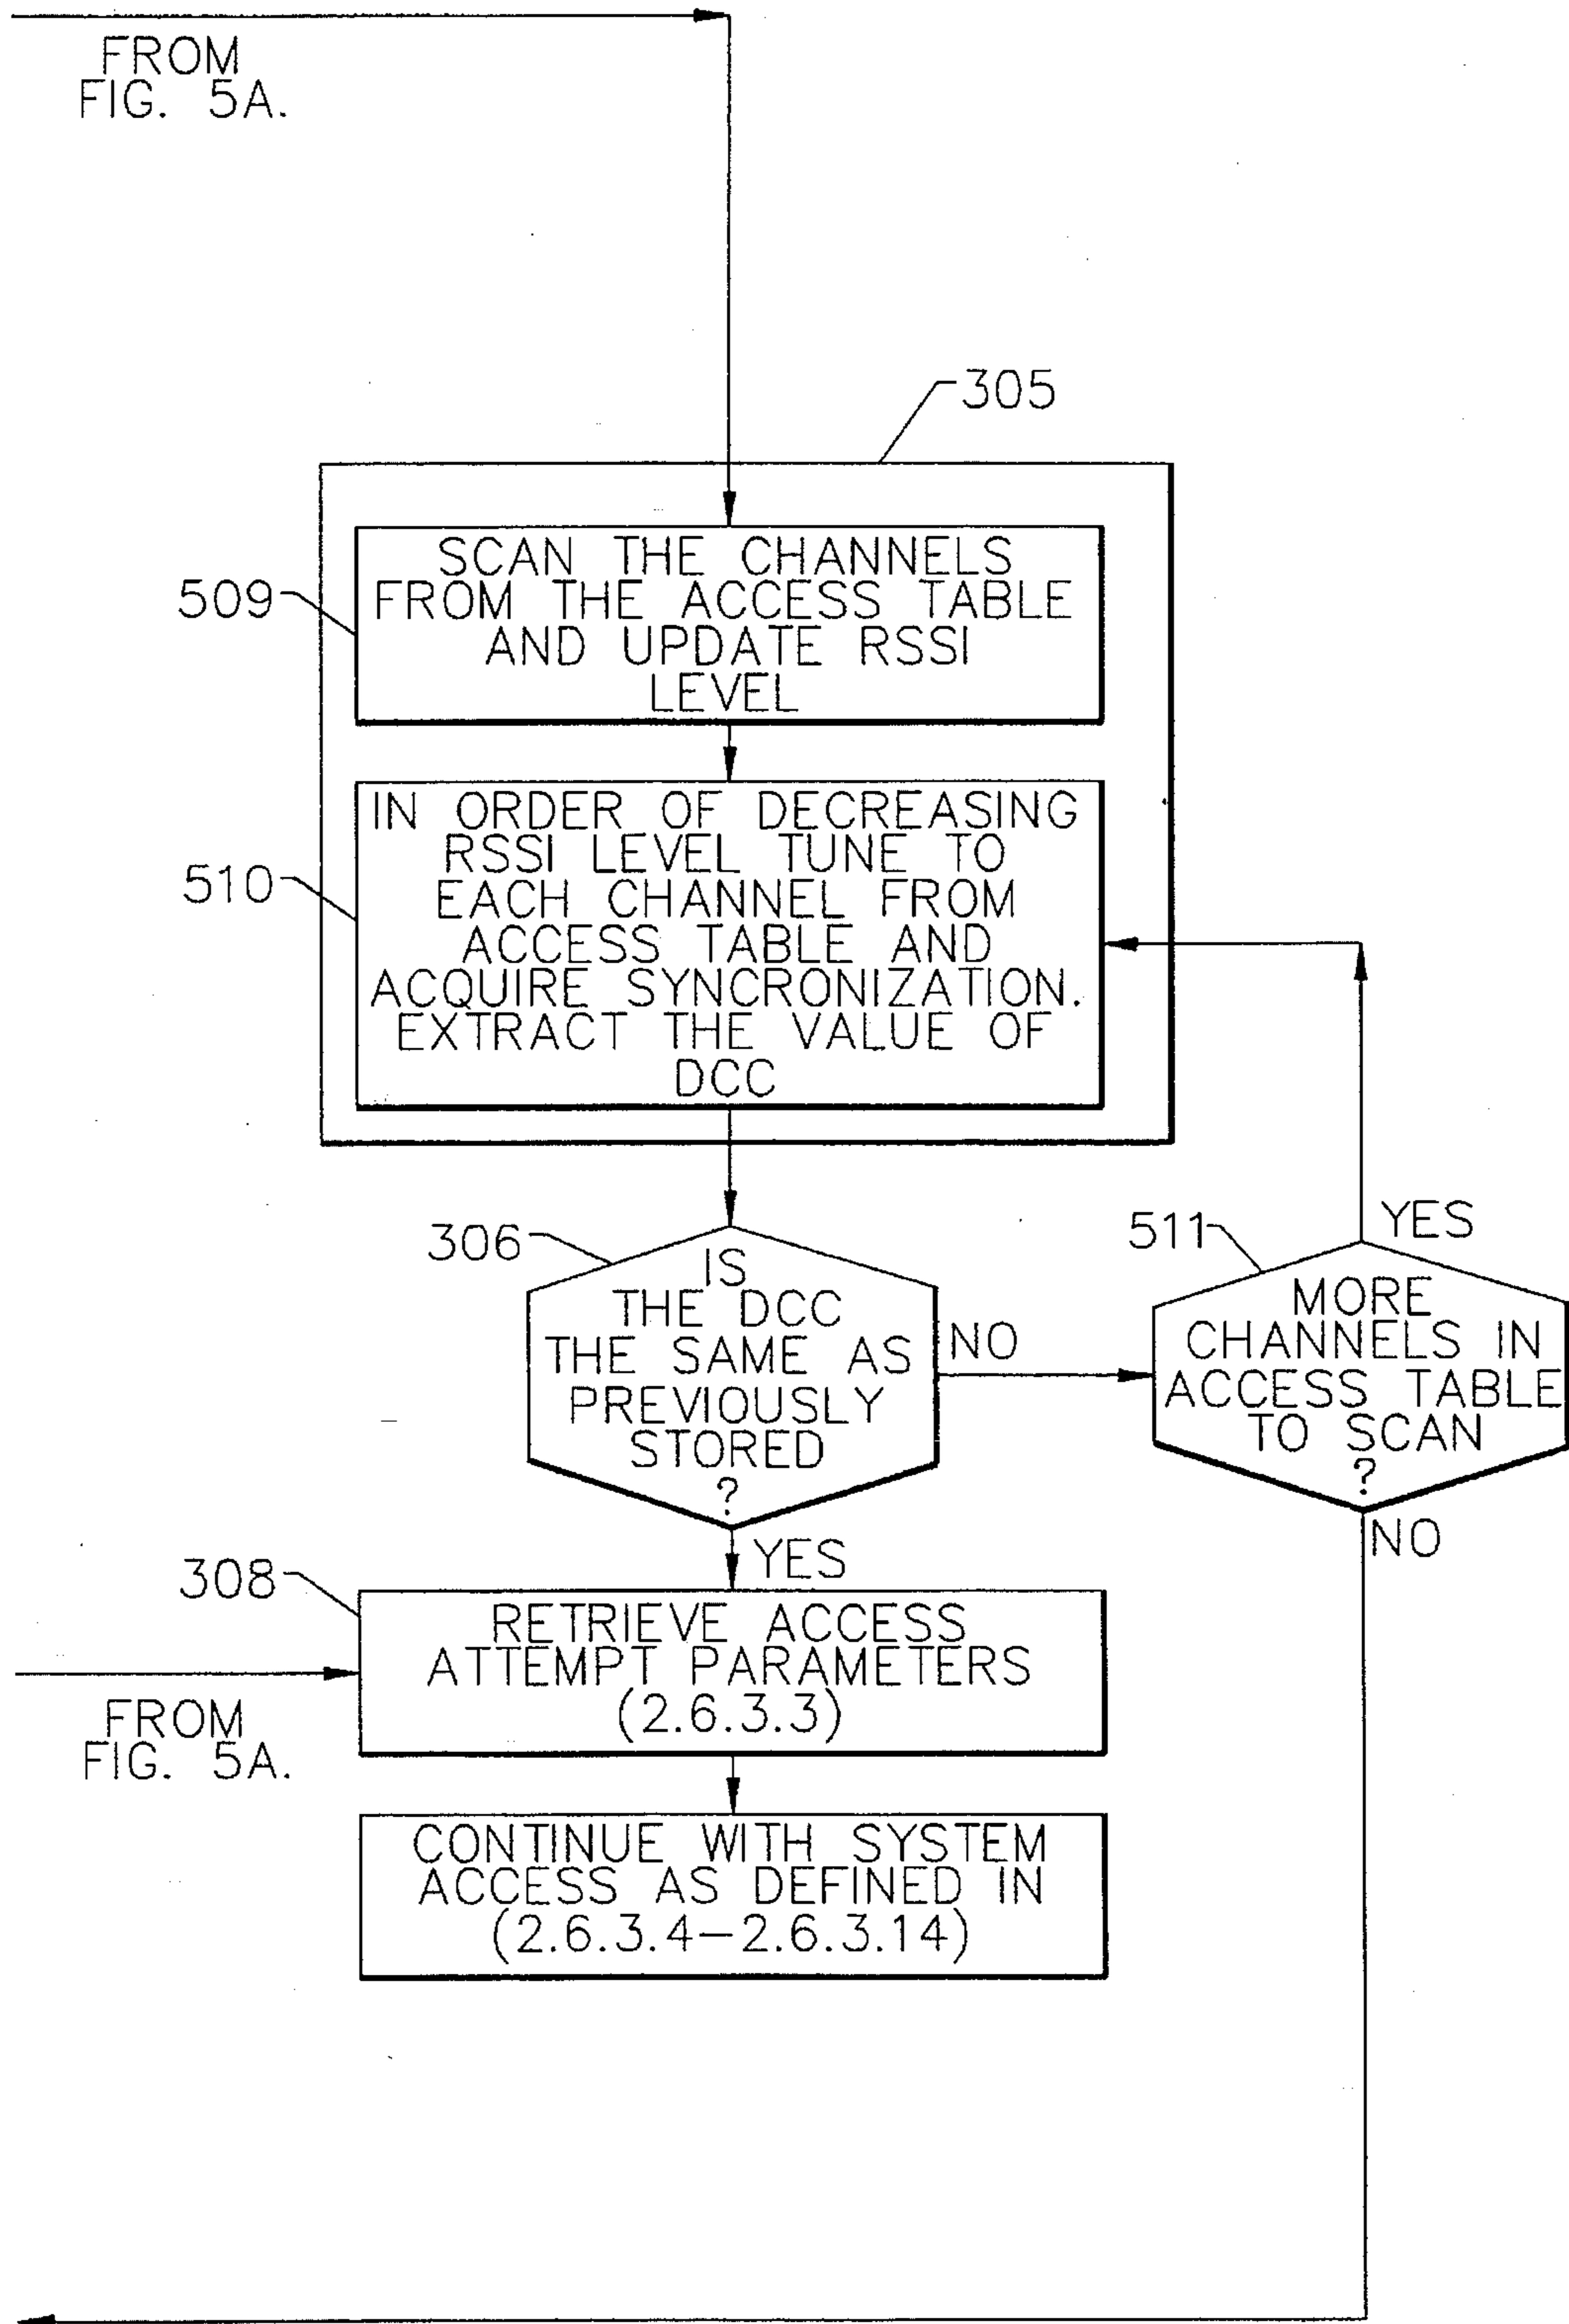 FROM
FIG. 5A.
305
509
SCAN THE CHANNELS
FROM THE ACCESS TABLE
AND UPDATE RSSI
LEVEL
510
IN ORDER OF DECREASING
RSSI LEVEL TUNE TO
EACH CHANNEL FROM
ACCESS TABLE AND
ACQUIRE SYNCRONIZATION.
EXTRACT THE VALUE OF
DCC
306
IS
THE DCC
THE SAME AS
PREVIOUSLY
STORED
?
NO
YES
511
YES
MORE
CHANNELS IN
ACCESS TABLE
TO SCAN
?
NO
308
RETRIEVE ACCESS
ATTEMPT PARAMETERS
(2.6.3.3)
FROM
FIG. 5A.
CONTINUE WITH SYSTEM
ACCESS AS DEFINED IN
(2.6.3.4-2.6.3.14)